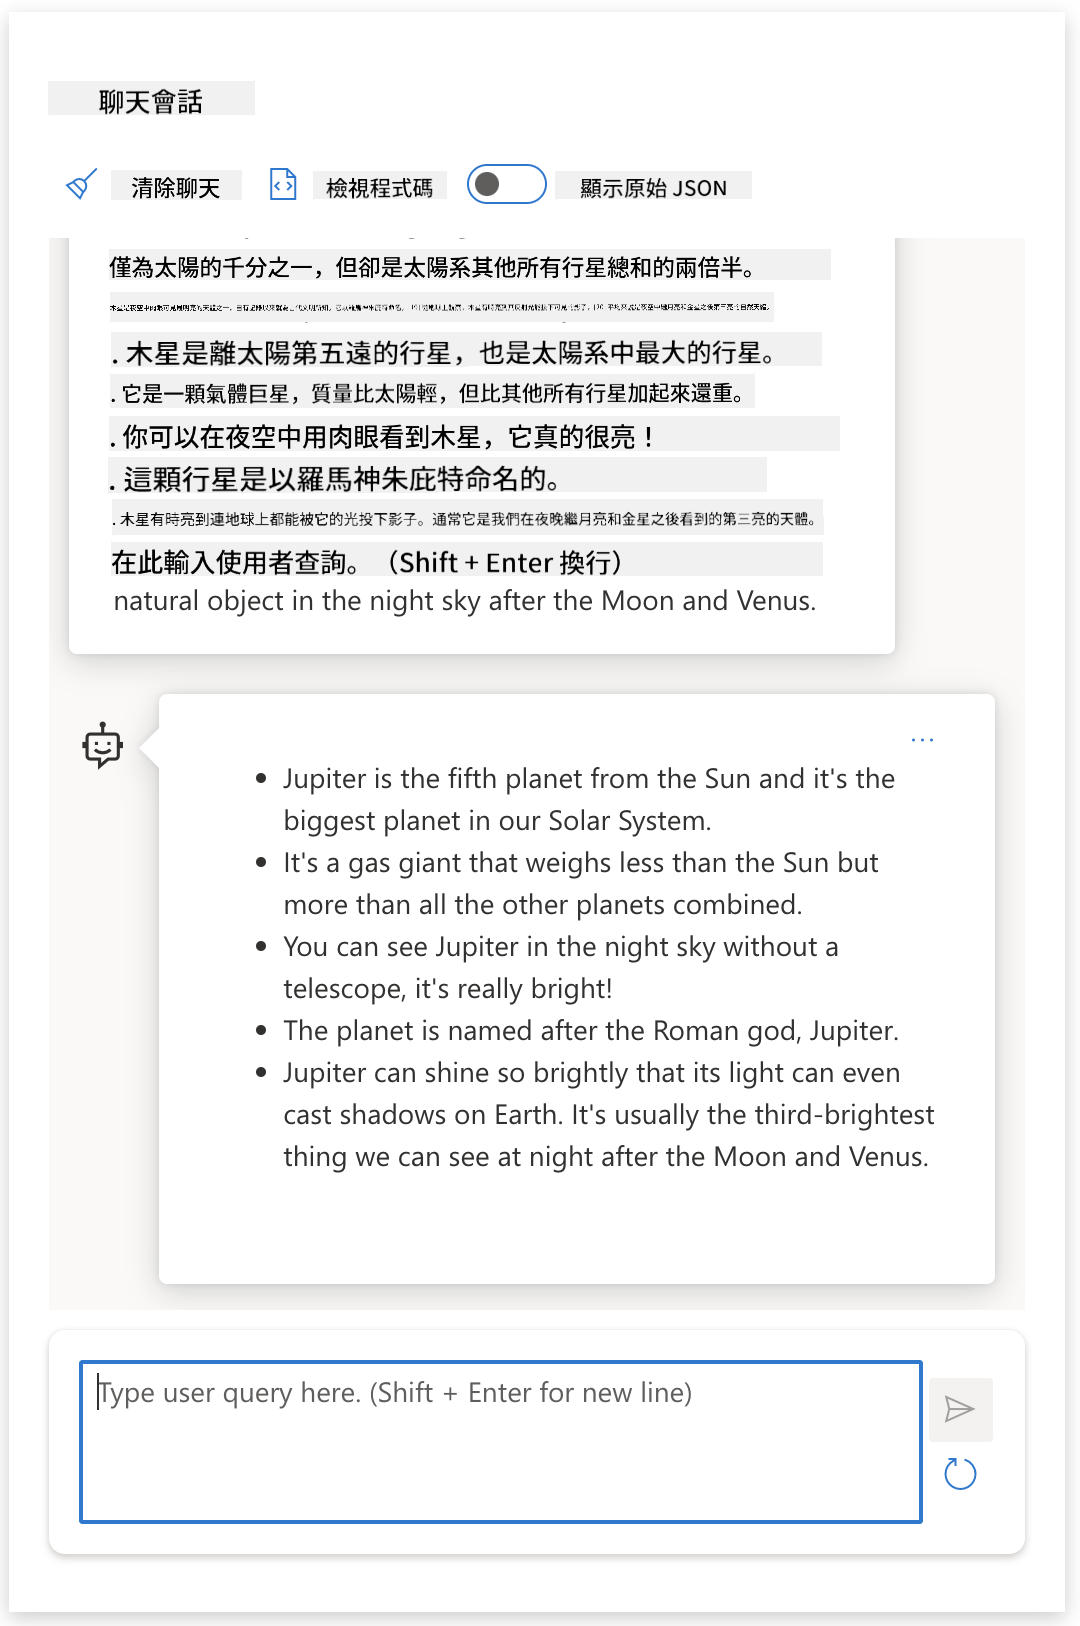 聊天會話
清除聊天
檢視程式碼
顯示原始 JSON
僅為太陽的千分之一，但卻是太陽系其他所有行星總和的兩倍半。
. 木星是離太陽第五遠的行星，也是太陽系中最大的行星。
. 它是一顆氣體巨星，質量比太陽輕，但比其他所有行星加起來還重。
. 你可以在夜空中用肉眼看到木星，它真的很亮！
. 這顆行星是以羅馬神朱庇特命名的。
. 木星有時亮到連地球上都能被它的光投下影子。通常它是我們在夜晚繼月亮和金星之後看到的第三亮的天體。
在此輸入使用者查詢。（Shift + Enter 換行）
natural object in the night sky after the Moon and Venus.
...
• Jupiter is the fifth planet from the Sun and it's the
biggest planet in our Solar System.
• It's a gas giant that weighs less than the Sun but
more than all the other planets combined.
• You can see Jupiter in the night sky without a
telescope, it's really bright!
• The planet is named after the Roman god, Jupiter.
• Jupiter can shine so brightly that its light can even
cast shadows on Earth. It's usually the third-brightest
thing we can see at night after the Moon and Venus.
Type user query here. (Shift + Enter for new line)